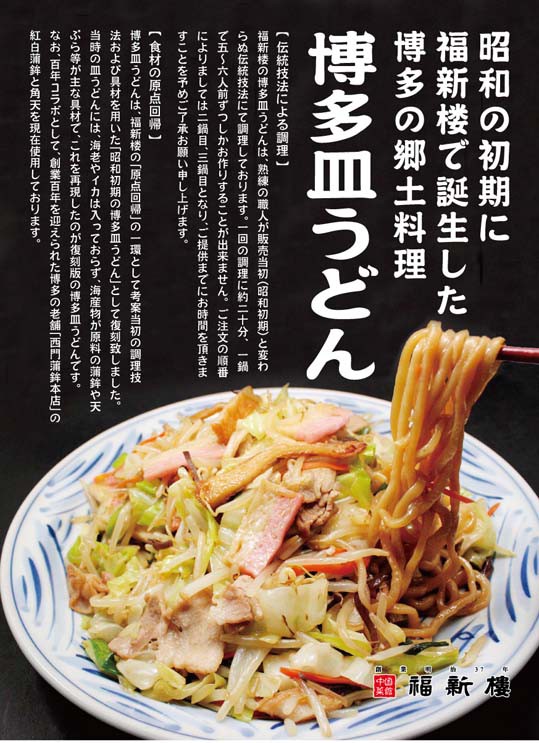 昭和の初期に
福新楼で誕生した
博多の郷土料理
博多皿うどん
【伝統技法による調理】
福新楼の博多皿うどんは、熟練の職人が販売当初(昭和初期)と変わ
らぬ伝統技法にて調理しております。一回の調理に約二十分、一鍋
で五〜六人前ずつしかお作りすることが出来ません。ご注文の順番
によりましては二鍋目、三鍋目となり、ご提供までにお時間を頂きま
すことを予めご了承お願い申し上げます。
【食材の原点回帰】
博多皿うどんは、福新楼の「原点回帰」の一環として考案当初の調理技
法および具材を用いた「昭和初期の博多皿うどん」として復刻致しました。
当時の皿うどんには、海老やイカは入っておらず、海産物が原料の蒲鉾や天
ぷら等が主な具材で、これを再現したのが復刻版の博多皿うどんです。
なお、百年コラボとして、創業百年を迎えられた博多の老舗「西門蒲鉾本店」の
紅白蒲鉾と角天を現在使用しております。
創業明治37年
中国菜館
福新樓